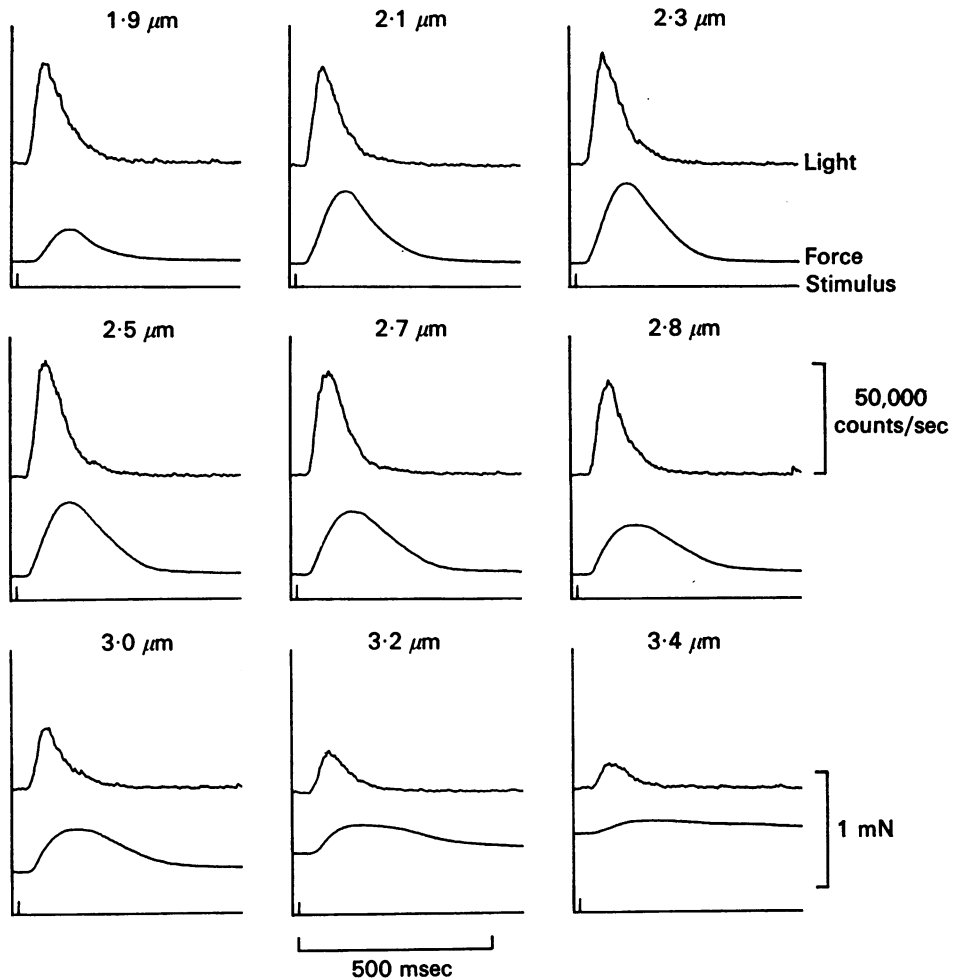 1·9 μm
2·1 μm
2·3 μm
Light
Force
Stimulus
2·5 μm
2·7 μm
2·8 μm
50,000
counts/sec
3·0 μm
3·2 μm
3·4 μm
1 mN
500 msec